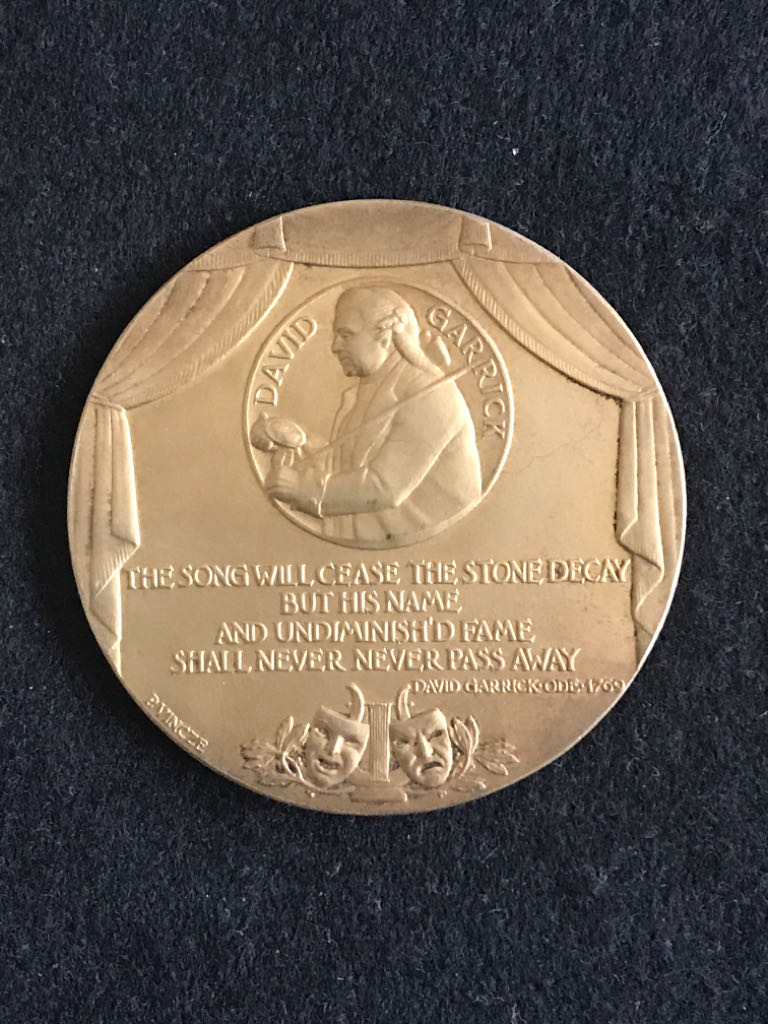 DAVID GARRICK
THE SONG WILL CEASE THE STONE DECAY
BUT HIS NAME
AND UNDIMINISH'D FAME
SHALL NEVER NEVER PASS AWAY
DAVID GARRICK·ODE·1769
P.VINCZE